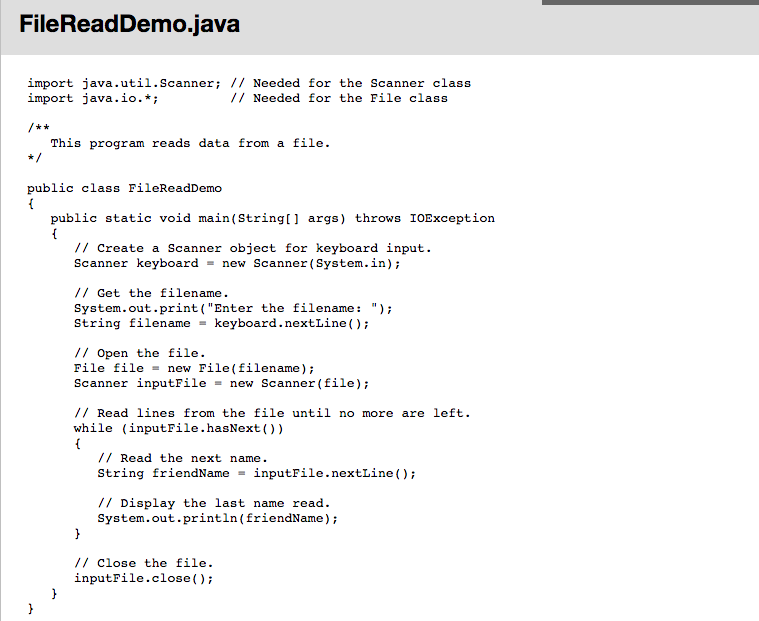 FileReadDemo.java
import java.util.Scanner; // Needed for the Scanner class
import java.io.*;         // Needed for the File class
/**
   This program reads data from a file.
*/
public class FileReadDemo
{
   public static void main(String[] args) throws IOException
   {
      // Create a Scanner object for keyboard input.
      Scanner keyboard = new Scanner(System.in);
      // Get the filename.
      System.out.print("Enter the filename: ");
      String filename = keyboard.nextLine();
      // Open the file.
      File file = new File(filename);
      Scanner inputFile = new Scanner(file);
      // Read lines from the file until no more are left.
      while (inputFile.hasNext())
      {
         // Read the next name.
         String friendName = inputFile.nextLine();
         // Display the last name read.
         System.out.println(friendName);
      }
      // Close the file.
      inputFile.close();
   }
}